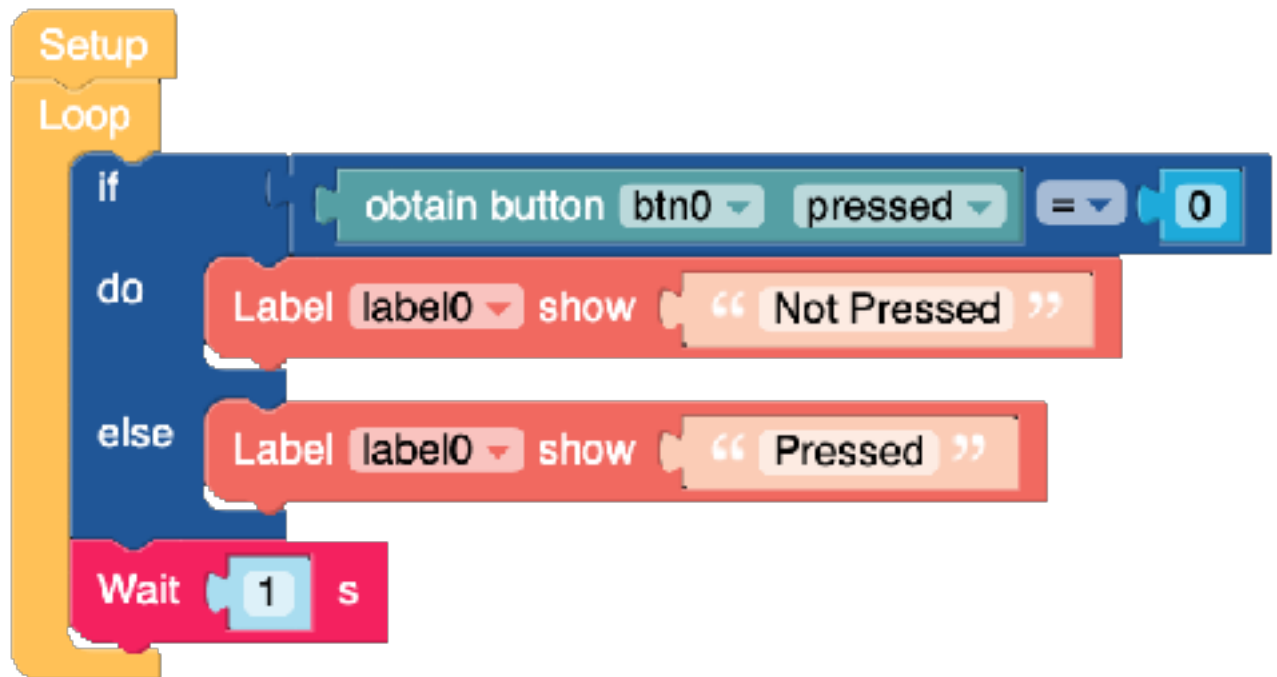 Setup
Loop
if obtain button btn0 pressed = 0
do Label label0 show “ Not Pressed ”
else Label label0 show “ Pressed ”
Wait 1 s